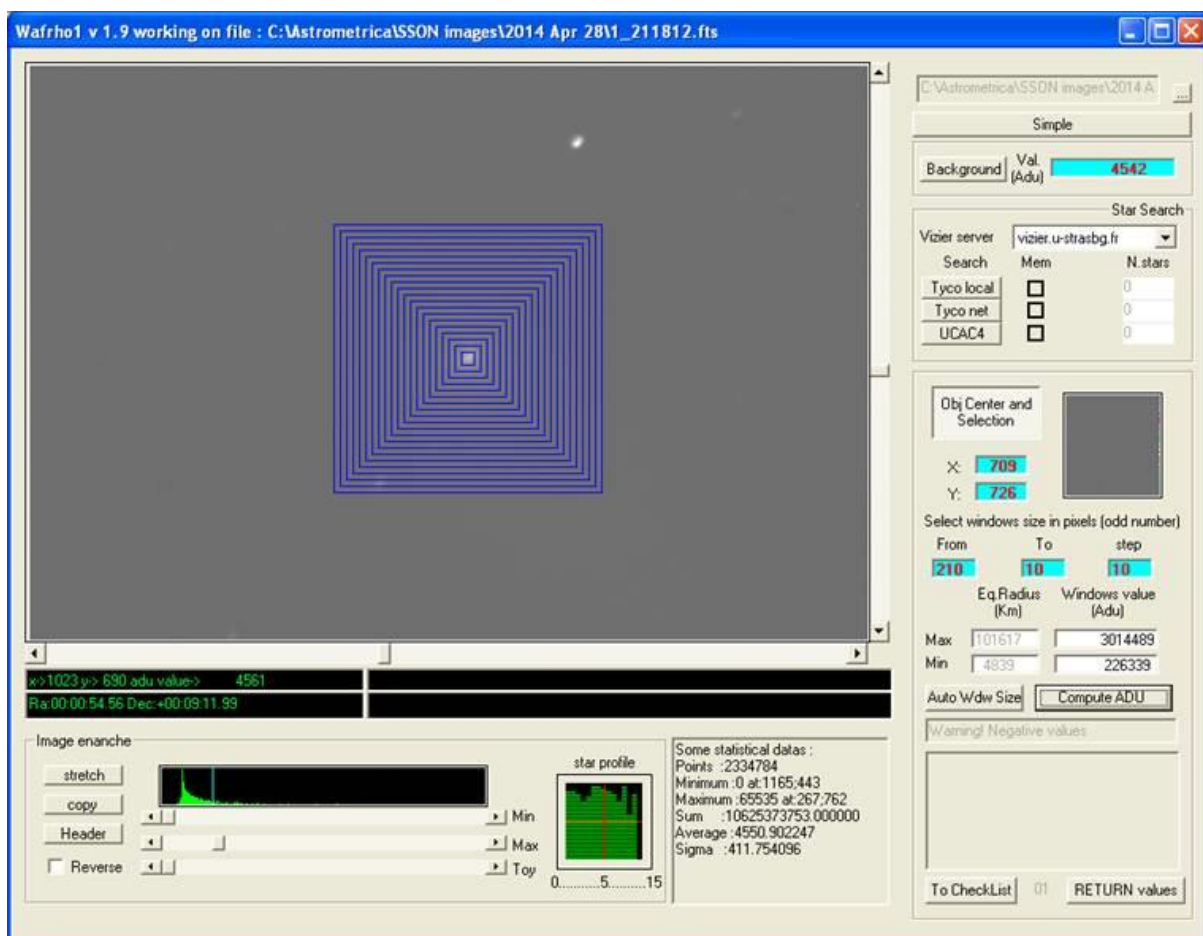 Wafrho1 v 1.9 working on file : C:\Astrometrica\SSON images\2014 Apr 28\1_211812.fts
C:\Astrometrica\SSON images\2014 A
...
Simple
Background Val. (Adu) 4542
Star Search
Vizier server vizier.u-strasbg.fr
Search Mem N.stars
Tyco local 0
Tyco net 0
UCAC4 0
Obj Center and
Selection
X: 709
Y: 726
Select windows size in pixels (odd number)
From To step
210 10 10
Eq.Radius Windows value
(Km) (Adu)
Max 101617 3014489
Min 4839 226339
Auto Wdw Size Compute ADU
Warning! Negative values
To CheckList 01 RETURN values
x->1023 y-> 690 adu value-> 4561
Ra:00:00:54.56 Dec:+00:09:11.99
Image enanche
stretch
copy
Header
Reverse
Min
Max
Toy
star profile
0..........5..........15
Some statistical datas :
Points :2334784
Minimum :0 at:1165;443
Maximum :65535 at:267;762
Sum :10625373753.000000
Average :4550.902247
Sigma :411.754096